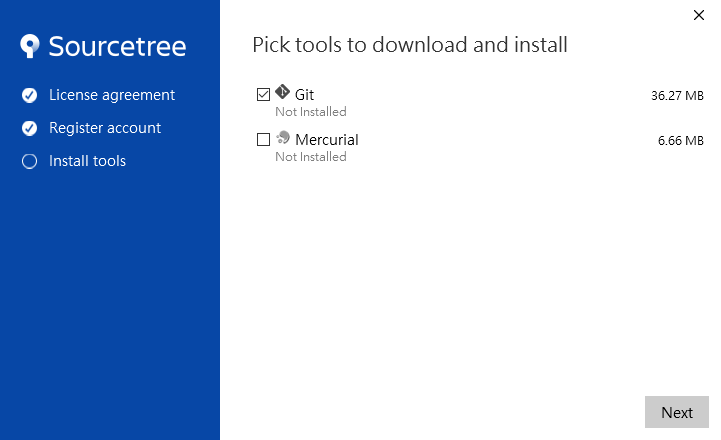 Sourcetree
License agreement
Register account
Install tools
Pick tools to download and install
Git 36.27 MB
Not Installed
Mercurial 6.66 MB
Not Installed
Next